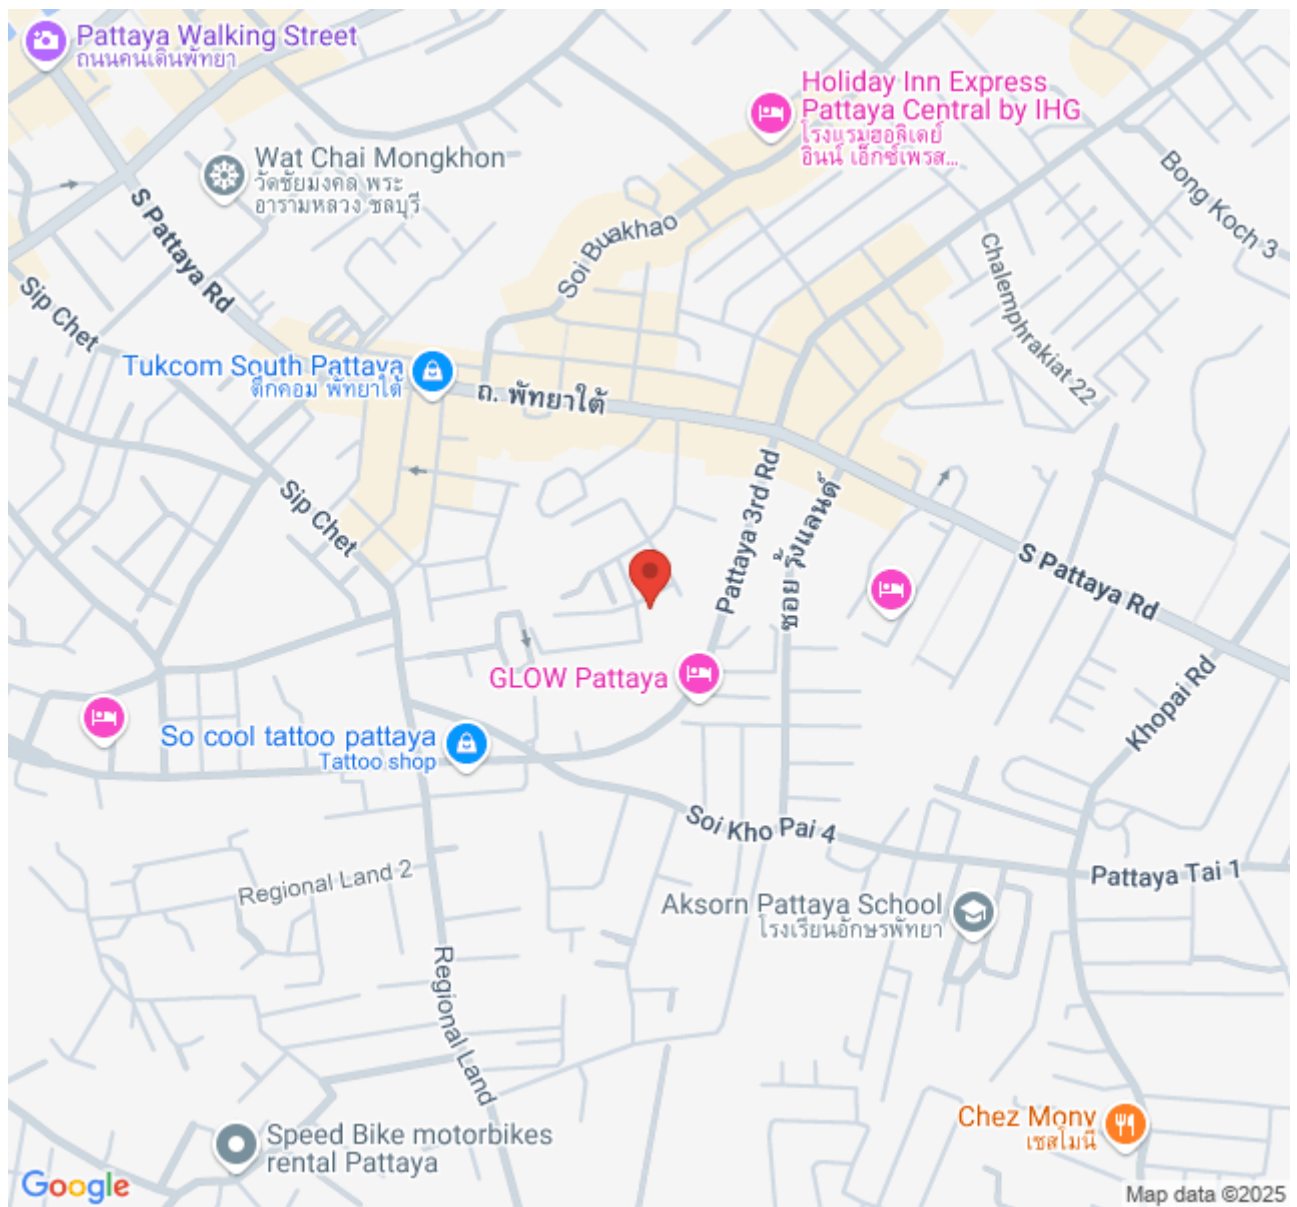 Pattaya Walking Street
ถนนคนเดินพัทยา
Holiday Inn Express
Pattaya Central by IHG
โรงแรมฮอลิเดย์
อินน์ เอ็กซ์เพรส...
Wat Chai Mongkhon
วัดชัยมงคล พระ
อารามหลวง ชลบุรี
Bong Koch 3
S Pattaya Rd
Soi Buakhao
Chalemphrakiat 22
Sip Chet
Tukcom South Pattaya
ตึกคอม พัทยาใต้
ถ. พัทยาใต้
Sip Chet
Pattaya 3rd Rd
ซอย วั้งแลนด์
S Pattaya Rd
GLOW Pattaya
Khopai Rd
So cool tattoo pattaya
Tattoo shop
Soi Kho Pai 4
Regional Land 2
Pattaya Tai 1
Aksorn Pattaya School
โรงเรียนอักษรพัทยา
Regional Land
Chez Mony
เชสโมนี
Speed Bike motorbikes
rental Pattaya
Google
Map data ©2025